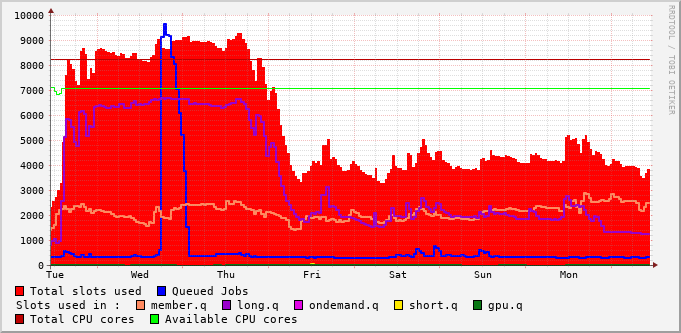 10000
9000
8000
7000
6000
5000
4000
3000
2000
1000
0
Tue Wed Thu Fri Sat Sun Mon
RRDTOOL / TOBI OETIKER
Total slots used Queued Jobs
Slots used in : member.q long.q ondemand.q short.q gpu.q
Total CPU cores Available CPU cores